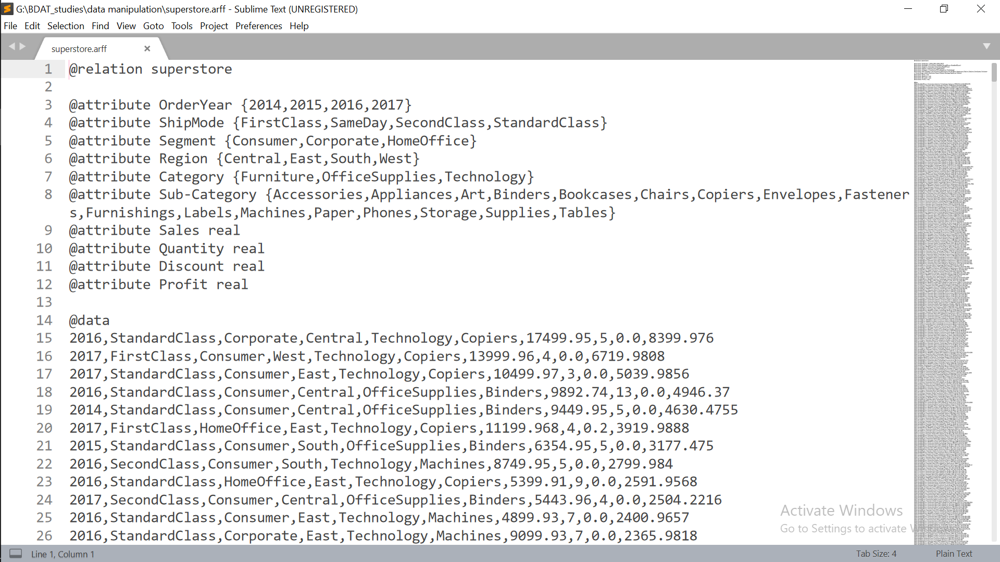 G:\BDAT_studies\data manipulation\superstore.arff - Sublime Text (UNREGISTERED)
File Edit Selection Find View Goto Tools Project Preferences Help
superstore.arff
1 @relation superstore
2
3 @attribute OrderYear {2014,2015,2016,2017}
4 @attribute ShipMode {FirstClass,SameDay,SecondClass,StandardClass}
5 @attribute Segment {Consumer,Corporate,HomeOffice}
6 @attribute Region {Central,East,South,West}
7 @attribute Category {Furniture,OfficeSupplies,Technology}
8 @attribute Sub-Category {Accessories,Appliances,Art,Binders,Bookcases,Chairs,Copiers,Envelopes,Fastener
s,Furnishings,Labels,Machines,Paper,Phones,Storage,Supplies,Tables}
9 @attribute Sales real
10 @attribute Quantity real
11 @attribute Discount real
12 @attribute Profit real
13
14 @data
15 2016,StandardClass,Corporate,Central,Technology,Copiers,17499.95,5,0.0,8399.976
16 2017,FirstClass,Consumer,West,Technology,Copiers,13999.96,4,0.0,6719.9808
17 2017,StandardClass,Consumer,East,Technology,Copiers,10499.97,3,0.0,5039.9856
18 2016,StandardClass,Consumer,Central,OfficeSupplies,Binders,9892.74,13,0.0,4946.37
19 2014,StandardClass,Consumer,Central,OfficeSupplies,Binders,9449.95,5,0.0,4630.4755
20 2017,FirstClass,HomeOffice,East,Technology,Copiers,11199.968,4,0.2,3919.9888
21 2015,StandardClass,Consumer,South,OfficeSupplies,Binders,6354.95,5,0.0,3177.475
22 2016,SecondClass,Consumer,South,Technology,Machines,8749.95,5,0.0,2799.984
23 2016,StandardClass,HomeOffice,East,Technology,Copiers,5399.91,9,0.0,2591.9568
24 2017,SecondClass,Consumer,Central,OfficeSupplies,Binders,5443.96,4,0.0,2504.2216
25 2016,StandardClass,Consumer,East,Technology,Machines,4899.93,7,0.0,2400.9657
26 2016,StandardClass,Corporate,East,Technology,Machines,9099.93,7,0.0,2365.9818
Activate Windows
Go to Settings to activate
Line 1, Column 1
Tab Size: 4
Plain Text